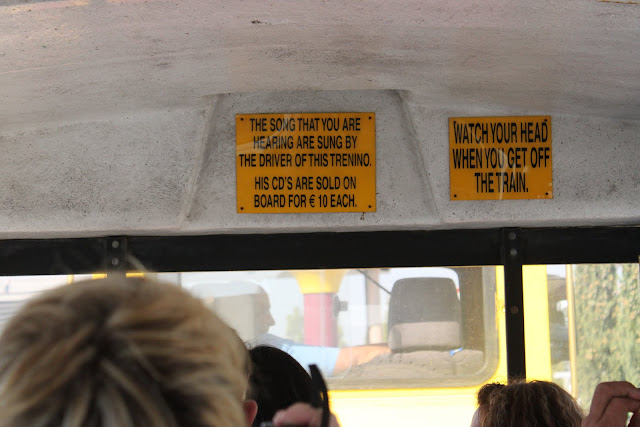 THE SONG THAT YOU ARE
HEARING ARE SUNG BY
THE DRIVER OF THIS TRENINO.
HIS CD'S ARE SOLD ON
BOARD FOR € 10 EACH.
WATCH YOUR HEAD
WHEN YOU GET OFF
THE TRAIN.